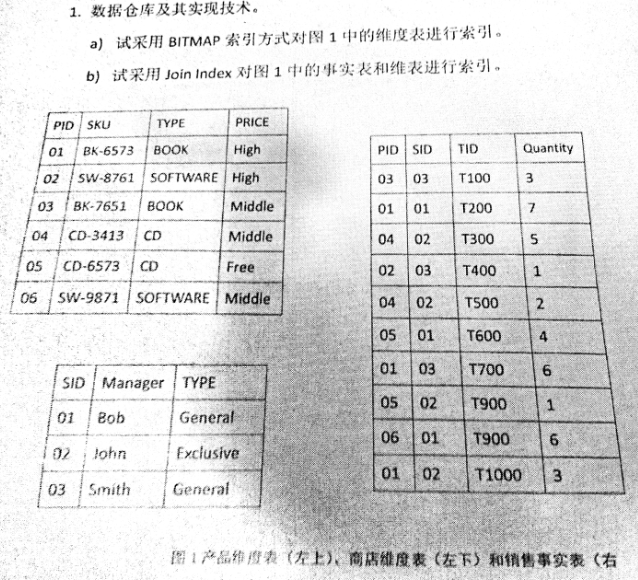 1. 数据仓库及其实现技术。
a) 试采用 BITMAP 索引方式对图 1 中的维度表进行索引。
b) 试采用 Join Index 对图 1 中的事实表和维表进行索引。
PID SKU TYPE PRICE
01 BK-6573 BOOK High
02 SW-8761 SOFTWARE High
03 BK-7651 BOOK Middle
04 CD-3413 CD Middle
05 CD-6573 CD Free
06 SW-9871 SOFTWARE Middle
SID Manager TYPE
01 Bob General
02 John Exclusive
03 Smith General
PID SID TID Quantity
03 03 T100 3
01 01 T200 7
04 02 T300 5
02 03 T400 1
04 02 T500 2
05 01 T600 4
01 03 T700 6
05 02 T900 1
06 01 T900 6
01 02 T1000 3
图 1 产品维度表（左上）、商店维度表（左下）和销售事实表（右